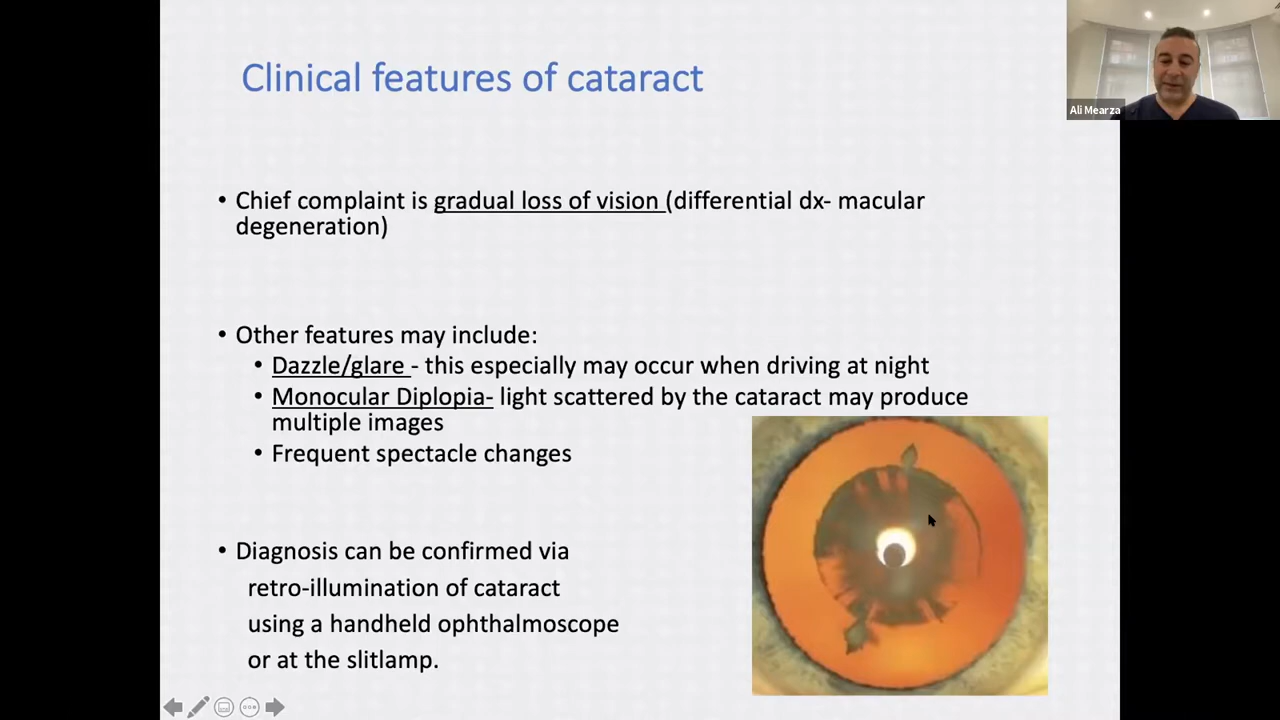 Clinical features of cataract
Ali Mearza
• Chief complaint is gradual loss of vision (differential dx- macular
degeneration)
• Other features may include:
• Dazzle/glare - this especially may occur when driving at night
• Monocular Diplopia- light scattered by the cataract may produce
multiple images
• Frequent spectacle changes
• Diagnosis can be confirmed via
retro-illumination of cataract
using a handheld ophthalmoscope
or at the slitlamp.